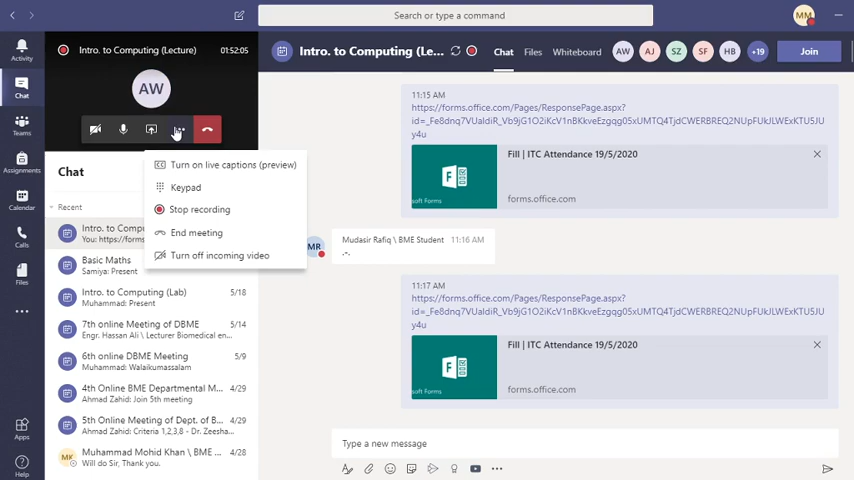 Search or type a command
MM
Activity
Chat
Teams
Assignments
Calendar
Calls
Files
Apps
Help
Intro. to Computing (Lecture)
01:52:05
AW
CC Turn on live captions (preview)
Keypad
Stop recording
End meeting
Turn off incoming video
Chat
Recent
Intro. to Compu
You: https://forms
Basic Maths
Samiya: Present
Intro. to Computing (Lab) 5/18
Muhammad: Present
7th online Meeting of DBME 5/14
Engr. Hassan Ali \ Lecturer Biomedical en...
6th online DBME Meeting 5/9
Muhammad: Walaikumassalam
4th Online BME Departmental M... 4/29
Ahmad Zahid: Join 5th meeting
5th Online Meeting of Dept. of B... 4/29
Ahmad Zahid: Criteria 1,2,3,8 - Dr. Zeesha...
MK Muhammad Mohid Khan \ BME ... 4/28
Will do Sir, Thank you.
Intro. to Computing (Le... Chat Files Whiteboard AW AJ SZ SF HB +19 Join
11:15 AM
https://forms.office.com/Pages/ResponsePage.aspx?
y4u
Fill | ITC Attendance 19/5/2020
soft Forms
forms.office.com
MR Mudasir Rafiq \ BME Student 11:16 AM
.-.
11:17 AM
https://forms.office.com/Pages/ResponsePage.aspx?
y4u
Fill | ITC Attendance 19/5/2020
soft Forms
forms.office.com
Type a new message